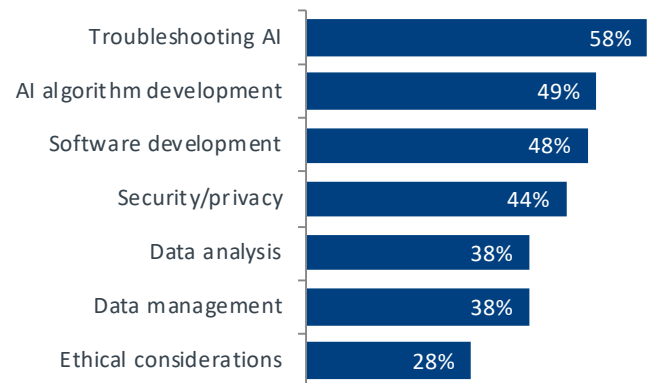 Troubleshooting AI 58%
AI algorithm development 49%
Software development 48%
Security/privacy 44%
Data analysis 38%
Data management 38%
Ethical considerations 28%